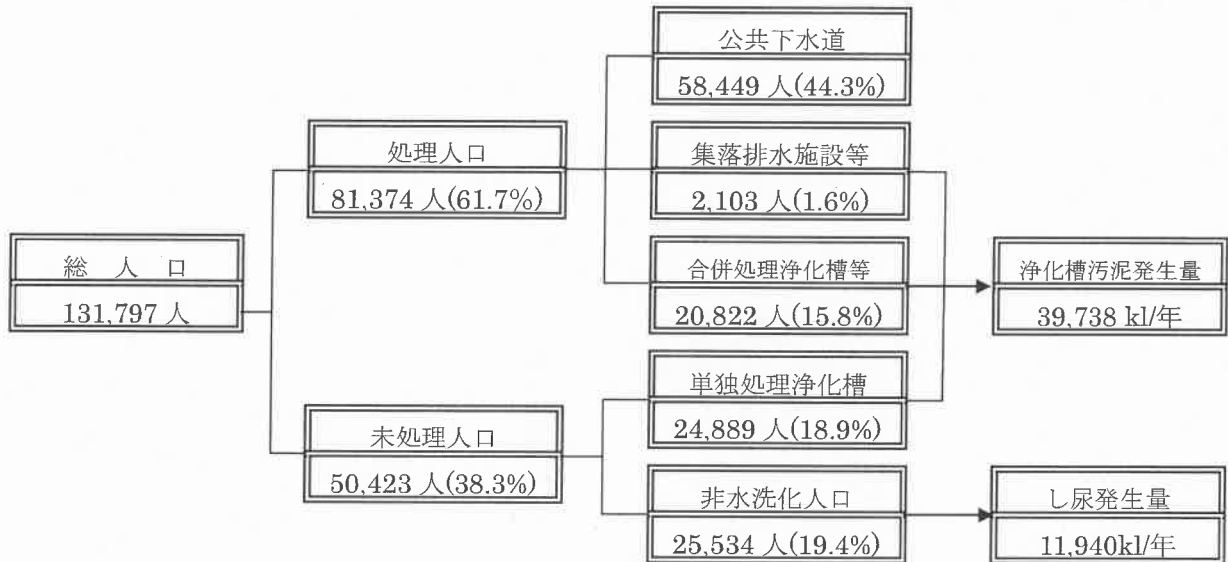 公共下水道
58,449 人(44.3%)
処理人口
81,374 人(61.7%)
集落排水施設等
2,103 人(1.6%)
総 人 口
131,797 人
合併処理浄化槽等
20,822 人(15.8%)
浄化槽汚泥発生量
39,738 kl/年
単独処理浄化槽
24,889 人(18.9%)
未処理人口
50,423 人(38.3%)
非水洗化人口
25,534 人(19.4%)
し尿発生量
11,940kl/年